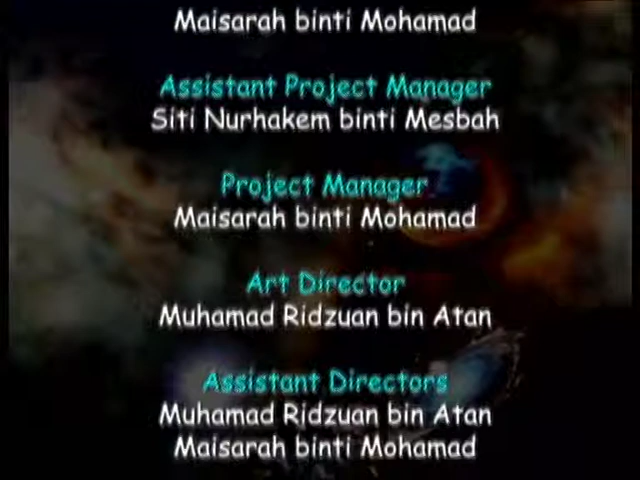 Maisarah binti Mohamad
Assistant Project Manager
Siti Nurhakem binti Mesbah
Project Manager
Maisarah binti Mohamad
Art Director
Muhamad Ridzuan bin Atan
Assistant Directors
Muhamad Ridzuan bin Atan
Maisarah binti Mohamad